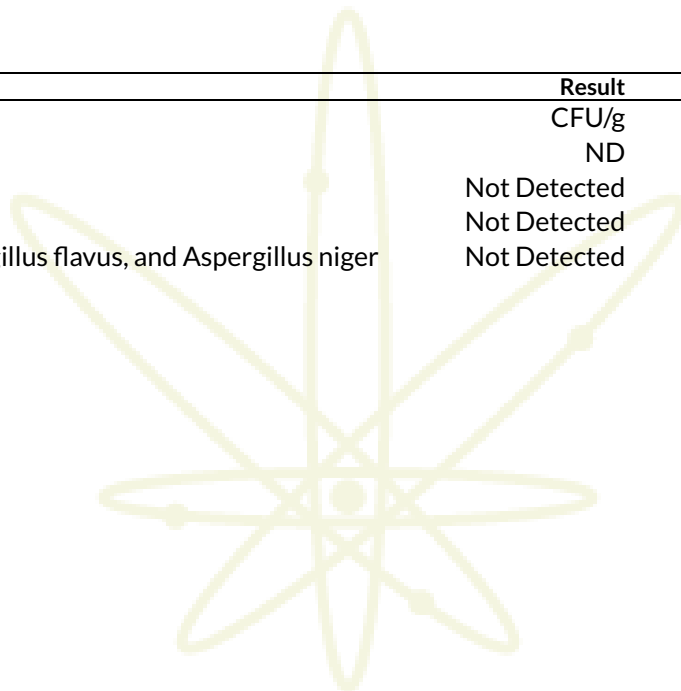 Result
CFU/g
ND
Not Detected
Not Detected
illus flavus, and Aspergillus niger Not Detected